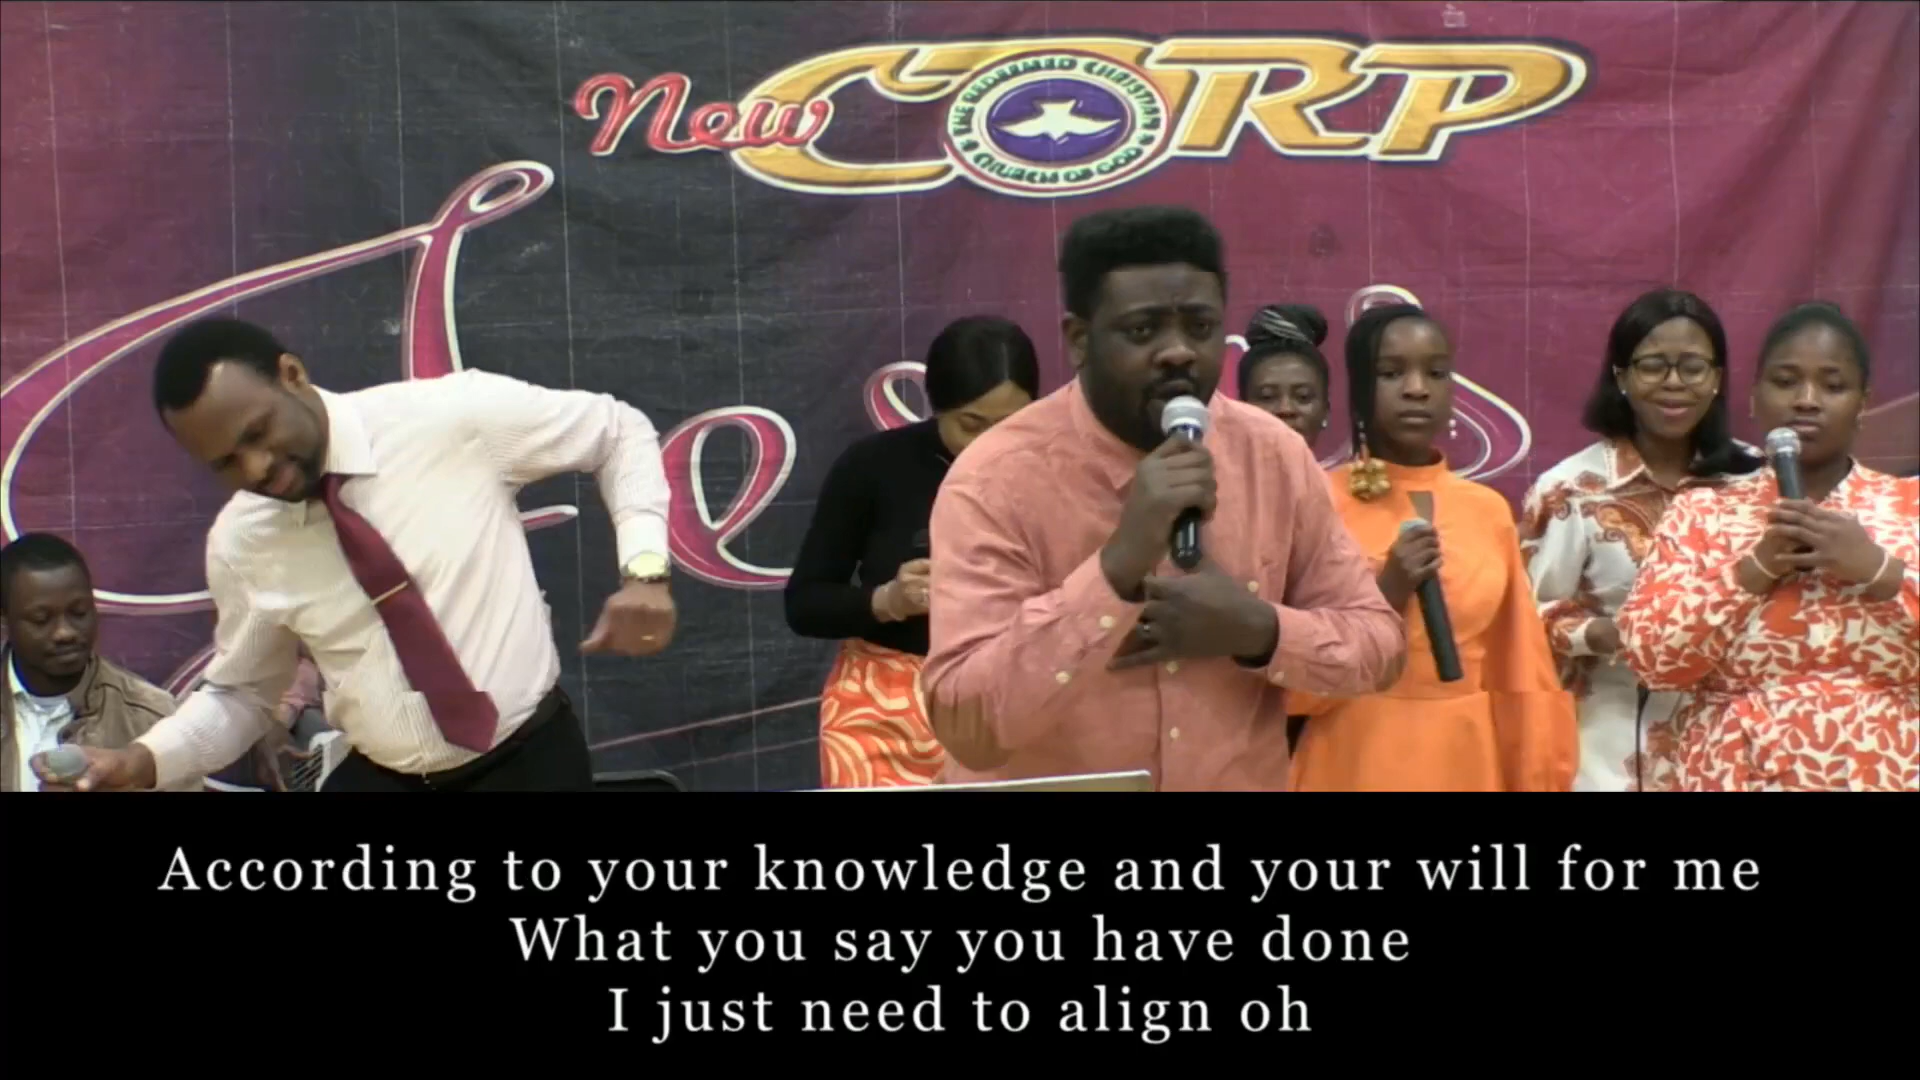 New CORP
THE REDEEMED CHRISTIAN
CHURCH OF GOD
According to your knowledge and your will for me
What you say you have done
I just need to align oh